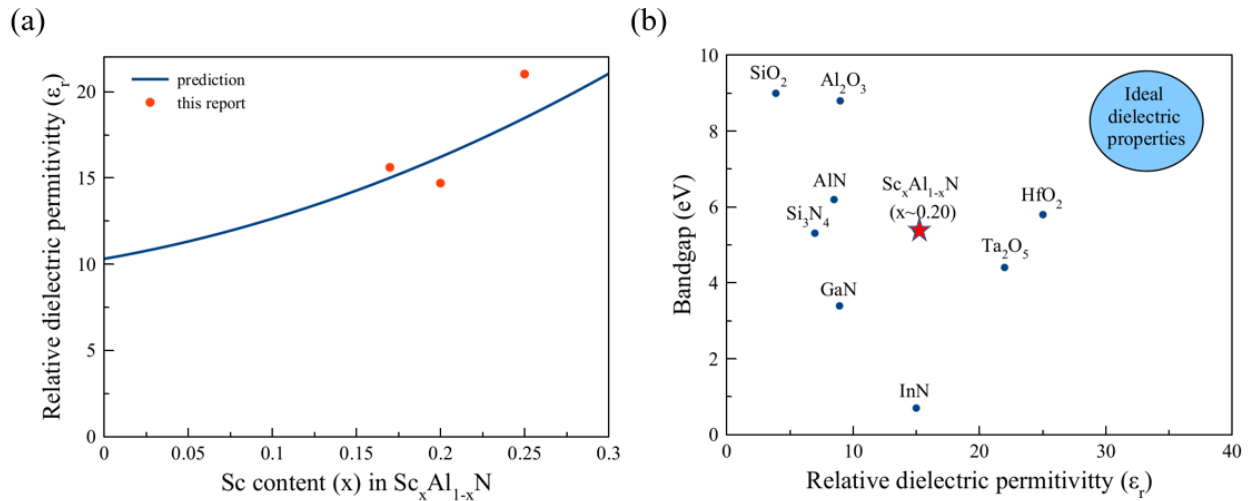 (a)
Relative dielectric permitivity (εᵣ)
20
15
10
5
0
prediction
this report
0
0.05
0.1
0.15
0.2
0.25
0.3
Sc content (x) in ScₓAl₁₋ₓN
(b)
Bandgap (eV)
10
8
6
4
2
0
SiO₂
Al₂O₃
Ideal
dielectric
properties
AlN
ScₓAl₁₋ₓN
(x~0.20)
HfO₂
Si₃N₄
Ta₂O₅
GaN
InN
0
10
20
30
40
Relative dielectric permitivitty (εᵣ)